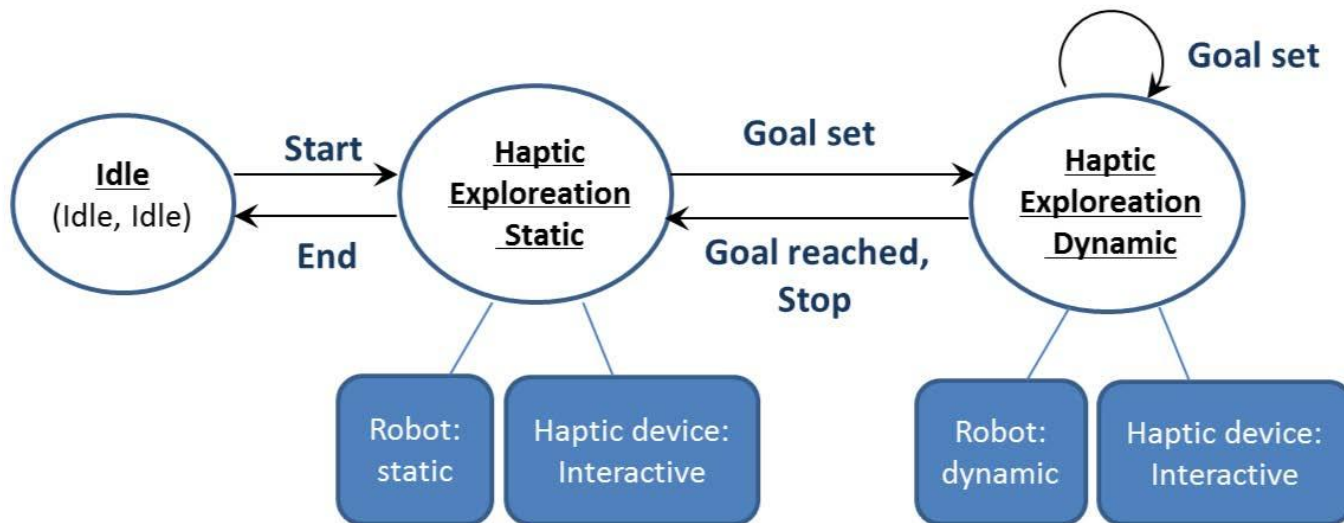 Goal set
Start
Idle
(Idle, Idle)
End
Haptic
Exploreation
Static
Goal set
Goal reached,
Stop
Haptic
Exploreation
Dynamic
Robot:
static
Haptic device:
Interactive
Robot:
dynamic
Haptic device:
Interactive